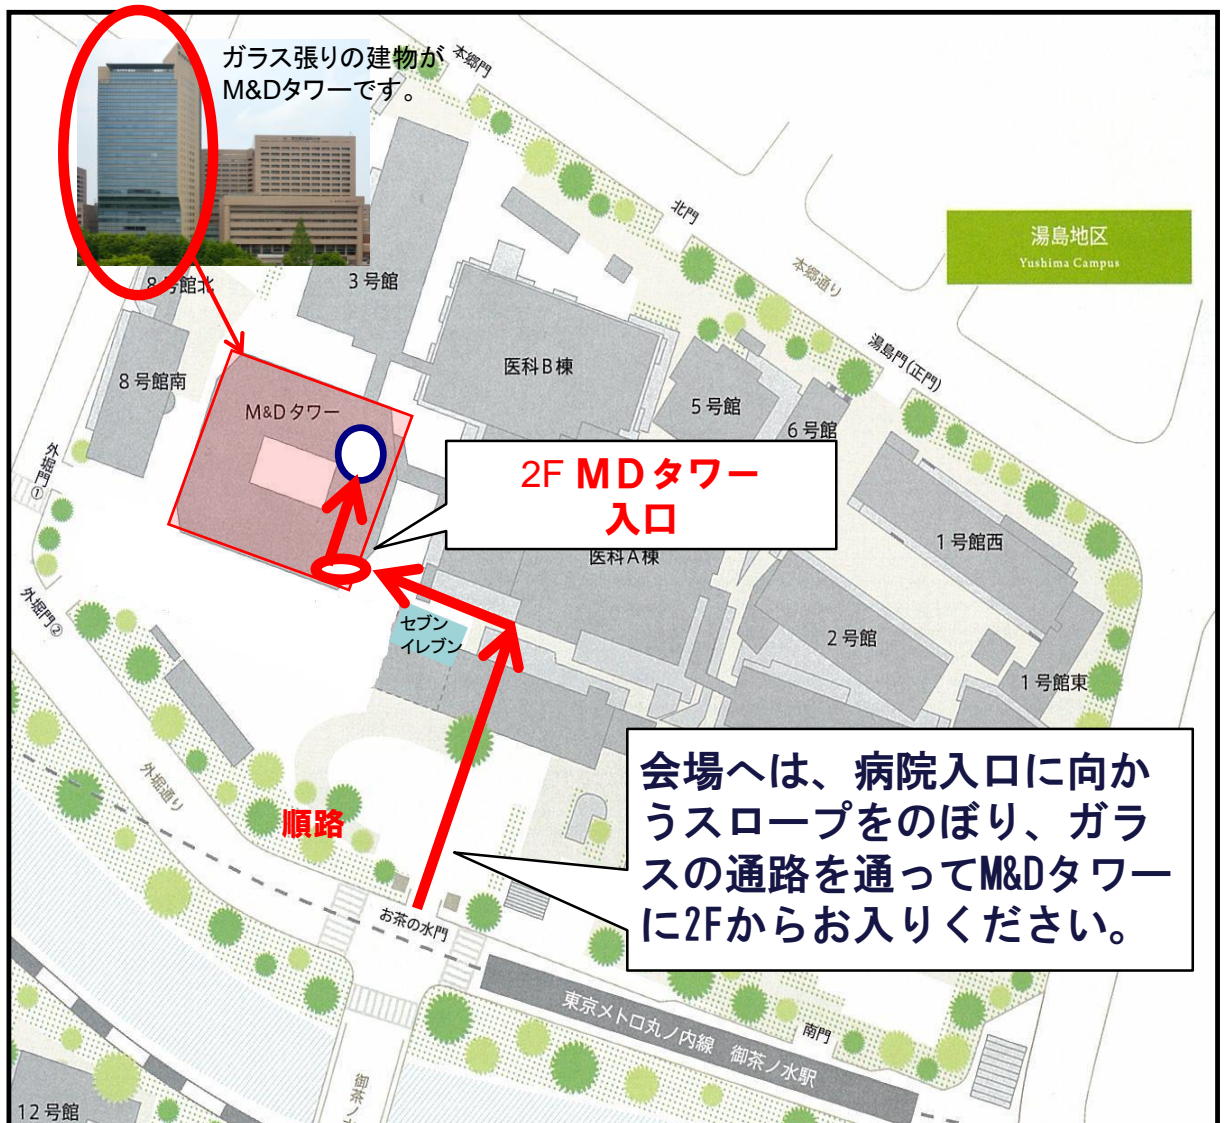 ガラス張りの建物が
M&Dタワーです。
本郷門
北門
湯島地区
Yushima Campus
本郷通り
8号館北
3号館
湯島門(正門)
医科B棟
8号館南
5号館
M&Dタワー
6号館
外堀門①
2F MDタワー
入口
1号館西
医科A棟
外堀門②
セブン
イレブン
2号館
1号館東
会場へは、病院入口に向か
うスロープをのぼり、ガラ
スの通路を通ってM&Dタワー
に2Fからお入りください。
外堀通り
順路
お茶の水門
東京メトロ丸ノ内線 御茶ノ水駅
南門
御茶ノ
12号館